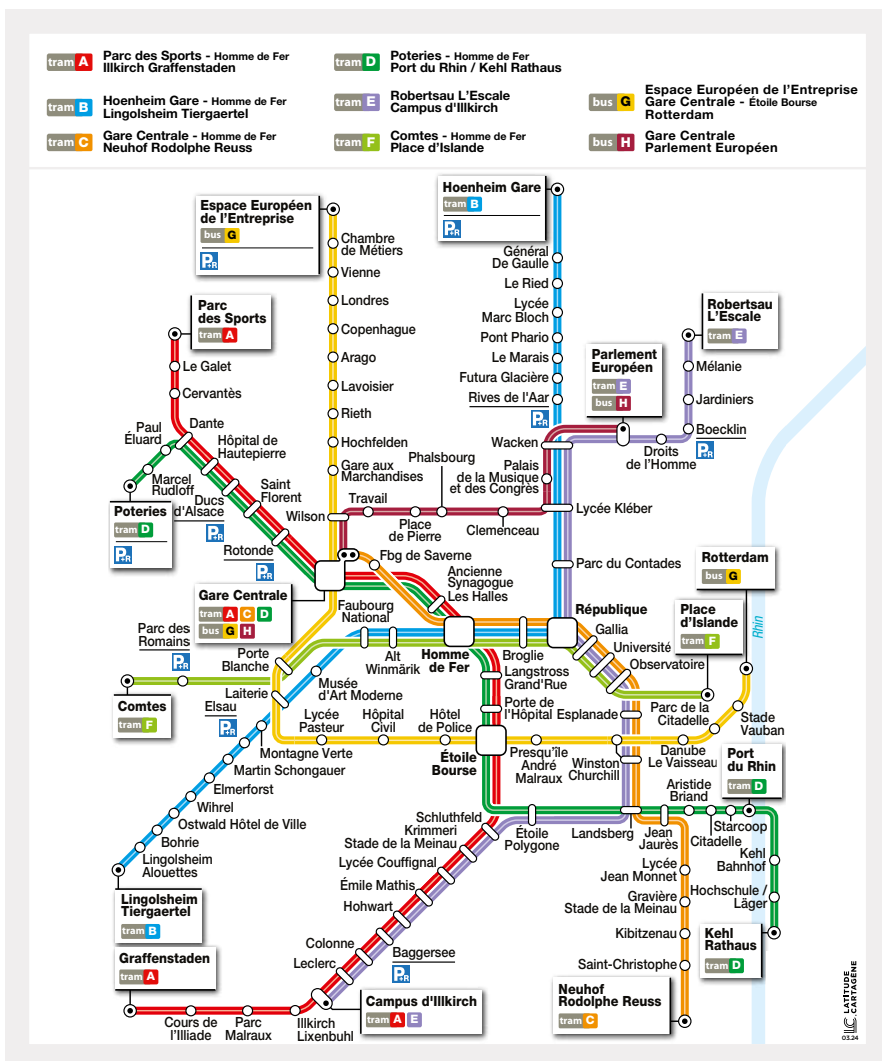 tram A Parc des Sports - Homme de Fer
Illkirch Graffenstaden
tram B Hoenheim Gare - Homme de Fer
Lingolsheim Tiergaertel
tram C Gare Centrale - Homme de Fer
Neuhof Rodolphe Reuss
tram D Poteries - Homme de Fer
Port du Rhin / Kehl Rathaus
tram E Robertsau L'Escale
Campus d'Illkirch
tram F Comtes - Homme de Fer
Place d'Islande
bus G Espace Européen de l'Entreprise
Gare Centrale - Étoile Bourse
Rotterdam
bus H Gare Centrale
Parlement Européen
Espace Européen
de l'Entreprise
bus G
P+R
Chambre
de Métiers
Vienne
Londres
Copenhague
Arago
Lavoisier
Rieth
Hochfelden
Gare aux
Marchandises
Wilson
Hoenheim Gare
tram B
P+R
Général
De Gaulle
Le Ried
Lycée
Marc Bloch
Pont Phario
Le Marais
Futura Glacière
Rives de l'Aar
P+R
Wacken
Palais
de la Musique
et des Congrès
Lycée Kléber
Parc du Contades
Parlement
Européen
tram E
bus H
Robertsau
L'Escale
tram E
Mélanie
Jardiniers
Boecklin
P+R
Droits
de l'Homme
Parc
des Sports
tram A
Le Galet
Cervantès
Dante
Paul
Éluard
Marcel
Rudloff
Poteries
tram D
P+R
Hôpital de
Hautepierre
Ducs
d'Alsace
P+R
Saint
Florent
Rotonde
P+R
Travail
Phalsbourg
Place
de Pierre
Clemenceau
Fbg de Saverne
Ancienne
Synagogue
Les Halles
Gare Centrale
tram A C D
bus G H
Faubourg
National
Parc des
Romains
P+R
Porte
Blanche
Comtes
tram F
Laiterie
Elsau
P+R
Alt
Winmärik
Musée
d'Art Moderne
Homme
de Fer
Broglie
République
Gallia
Université
Observatoire
Place
d'Islande
tram F
Rotterdam
bus G
Rhin
Parc de la
Citadelle
Stade
Vauban
Langstross
Grand'Rue
Porte de
l'Hôpital
Esplanade
Lycée
Pasteur
Hôpital
Civil
Hôtel
de Police
Étoile
Bourse
Presqu'île
André
Malraux
Winston
Churchill
Danube
Le Vaisseau
Port
du Rhin
tram D
Montagne Verte
Martin Schongauer
Elmerforst
Wihrel
Ostwald Hôtel de Ville
Bohrie
Lingolsheim
Alouettes
Lingolsheim
Tiergaertel
tram B
Schluthfeld
Krimmeri
Stade de la Meinau
Lycée Couffignal
Émile Mathis
Hohwart
Colonne
Leclerc
Baggersee
P+R
Étoile
Polygone
Landsberg
Jean
Jaurès
Aristide
Briand
Citadelle
Starcoop
Kehl
Bahnhof
Hochschule /
Läger
Kehl
Rathaus
tram D
Lycée
Jean Monnet
Gravière
Stade de la Meinau
Kibitzenau
Saint-Christophe
Neuhof
Rodolphe Reuss
tram C
Graffenstaden
tram A
Cours de
l'Illiade
Parc
Malraux
Illkirch
Lixenbuhl
Campus d'Illkirch
tram A E
LATITUDE
CARTAGÈNE
03.24